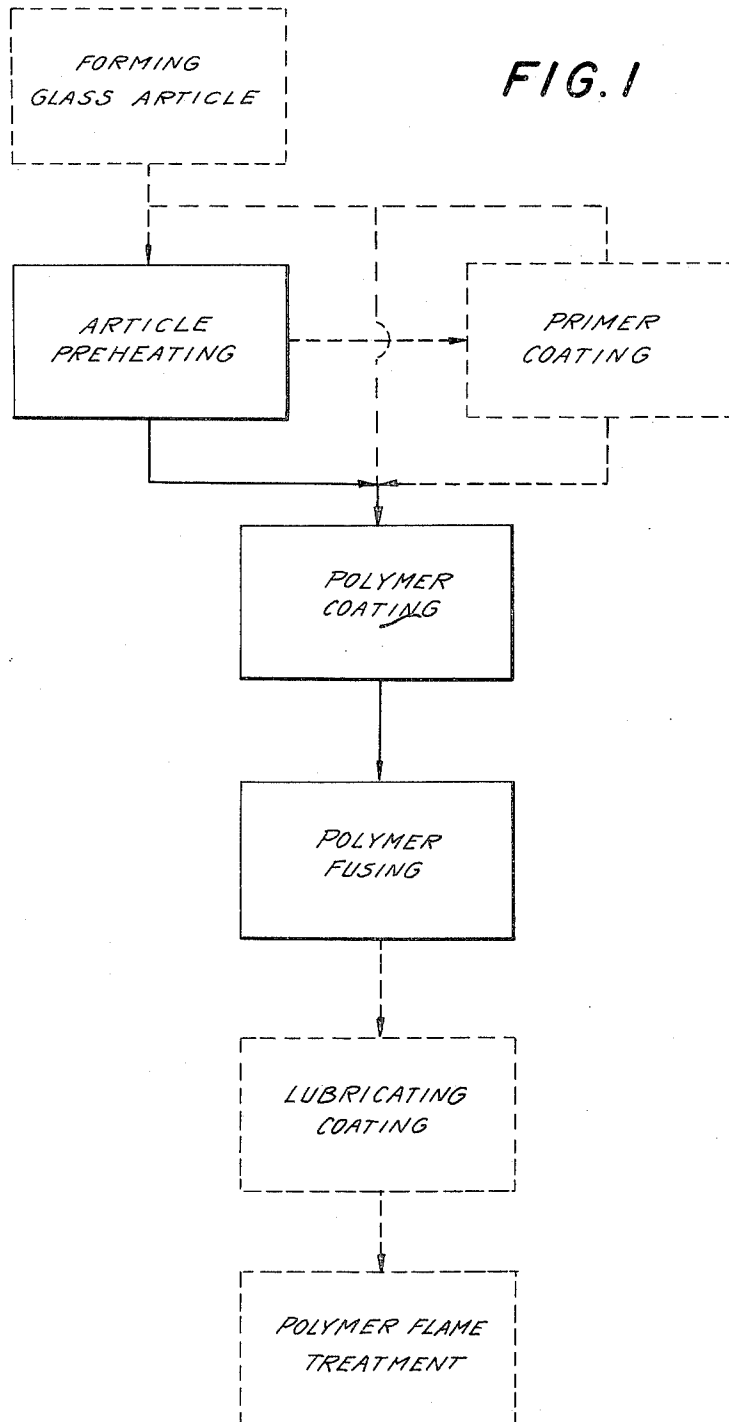 FORMING
GLASS ARTICLE
FIG. 1
ARTICLE
PREHEATING
PRIMER
COATING
POLYMER
COATING
POLYMER
FUSING
LUBRICATING
COATING
POLYMER FLAME
TREATMENT